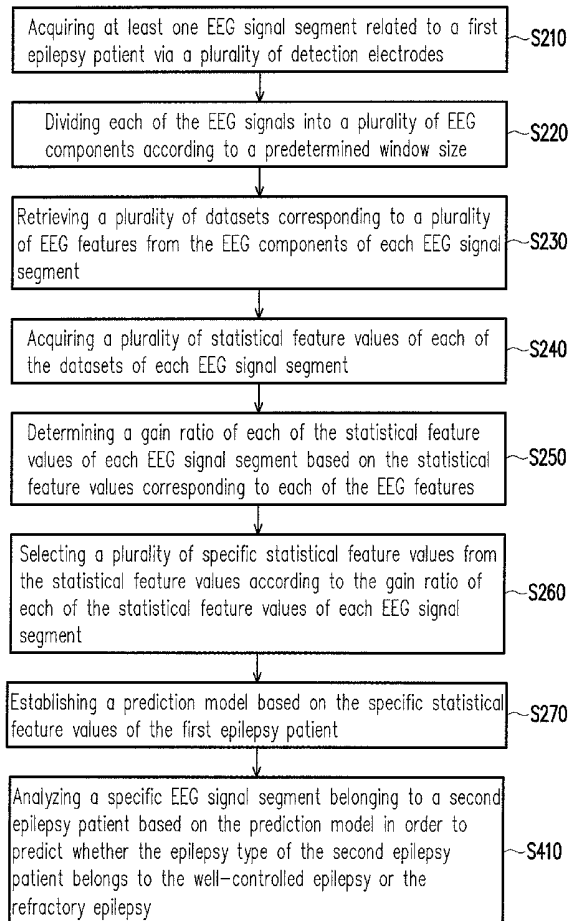 Acquiring at least one EEG signal segment related to a first
epilepsy patient via a plurality of detection electrodes
S210
Dividing each of the EEG signals into a plurality of EEG
components according to a predetermined window size
S220
Retrieving a plurality of datasets corresponding to a plurality
of EEG features from the EEG components of each EEG signal
segment
S230
Acquiring a plurality of statistical feature values of each of
the datasets of each EEG signal segment
S240
Determining a gain ratio of each of the statistical feature
values of each EEG signal segment based on the statistical
feature values corresponding to each of the EEG features
S250
Selecting a plurality of specific statistical feature values from
the statistical feature values according to the gain ratio of
each of the statistical feature values of each EEG signal
segment
S260
Establishing a prediction model based on the specific statistical
feature values of the first epilepsy patient
S270
Analyzing a specific EEG signal segment belonging to a second
epilepsy patient based on the prediction model in order to
predict whether the epilepsy type of the second epilepsy
patient belongs to the well-controlled epilepsy or the
refractory epilepsy
S410